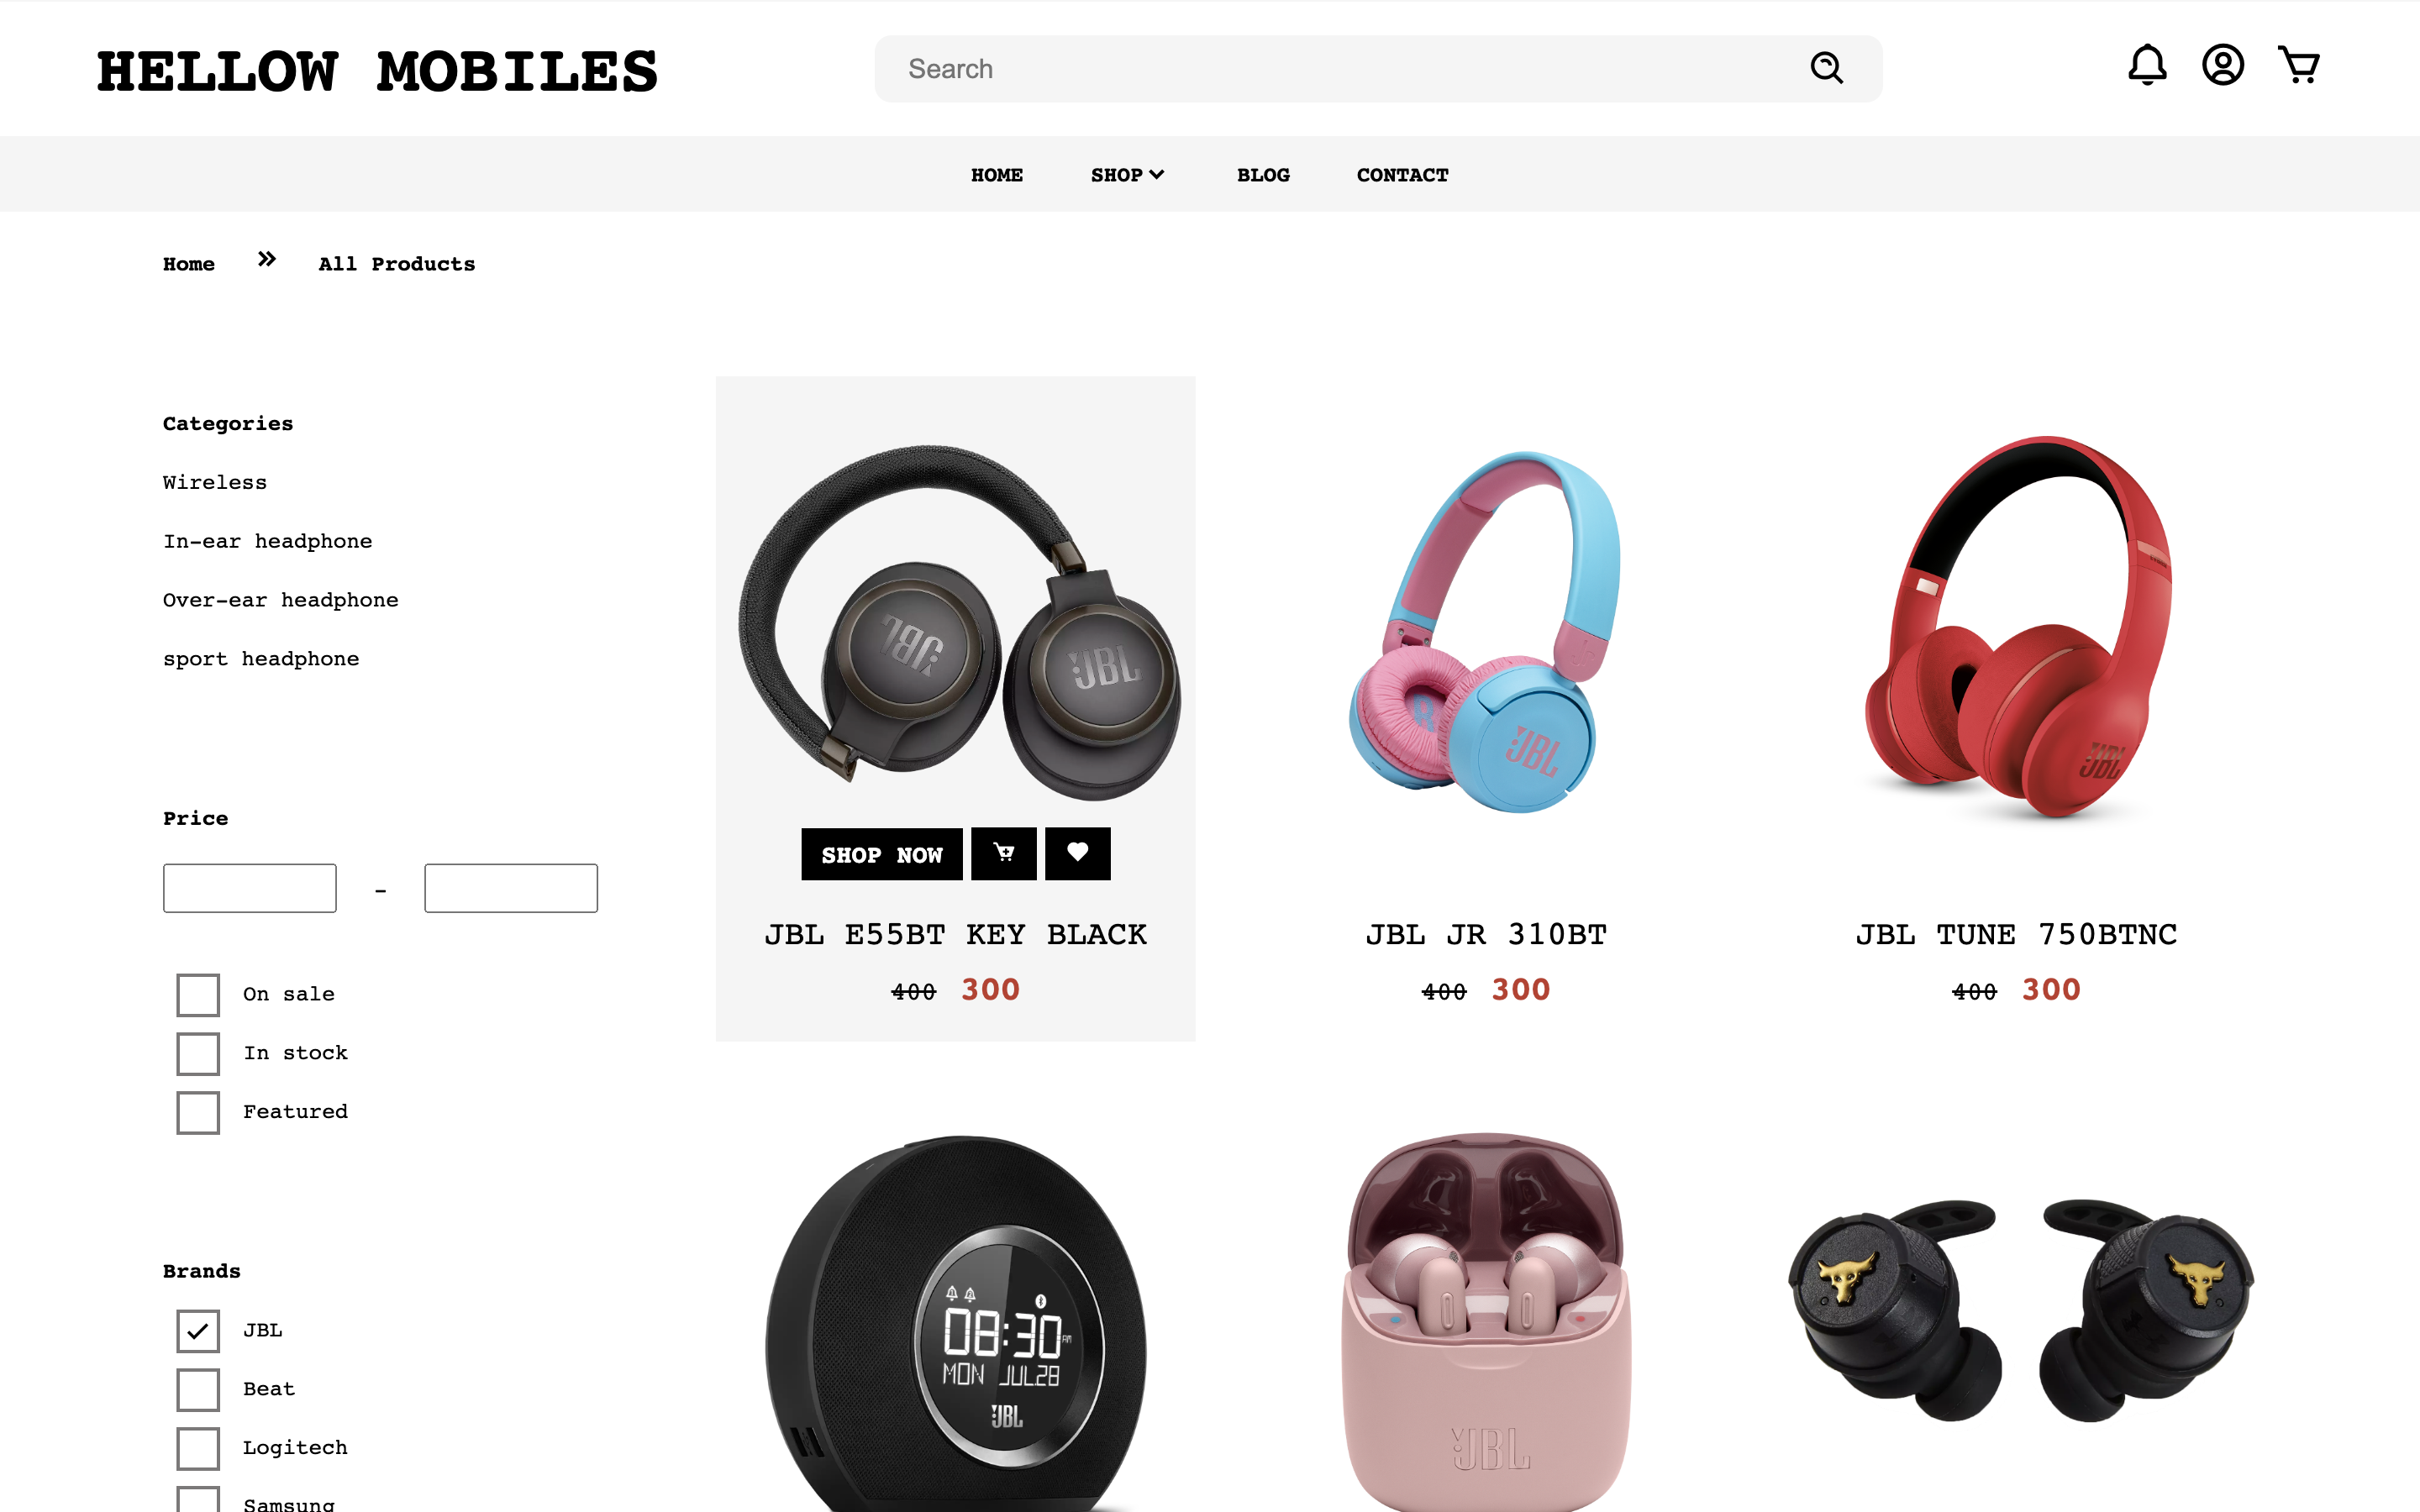 HELLOW MOBILES
Search
HOME SHOP BLOG CONTACT
Home » All Products
Categories
Wireless
In-ear headphone
Over-ear headphone
sport headphone
Price
-
On sale
In stock
Featured
Brands
JBL
Beat
Logitech
Samsung
JBL
JBL
SHOP NOW
JBL E55BT KEY BLACK
400 300
R
JBL
JBL JR 310BT
400 300
JBL
JBL TUNE 750BTNC
400 300
08:30 AM
MON JUL28
JBL
JBL